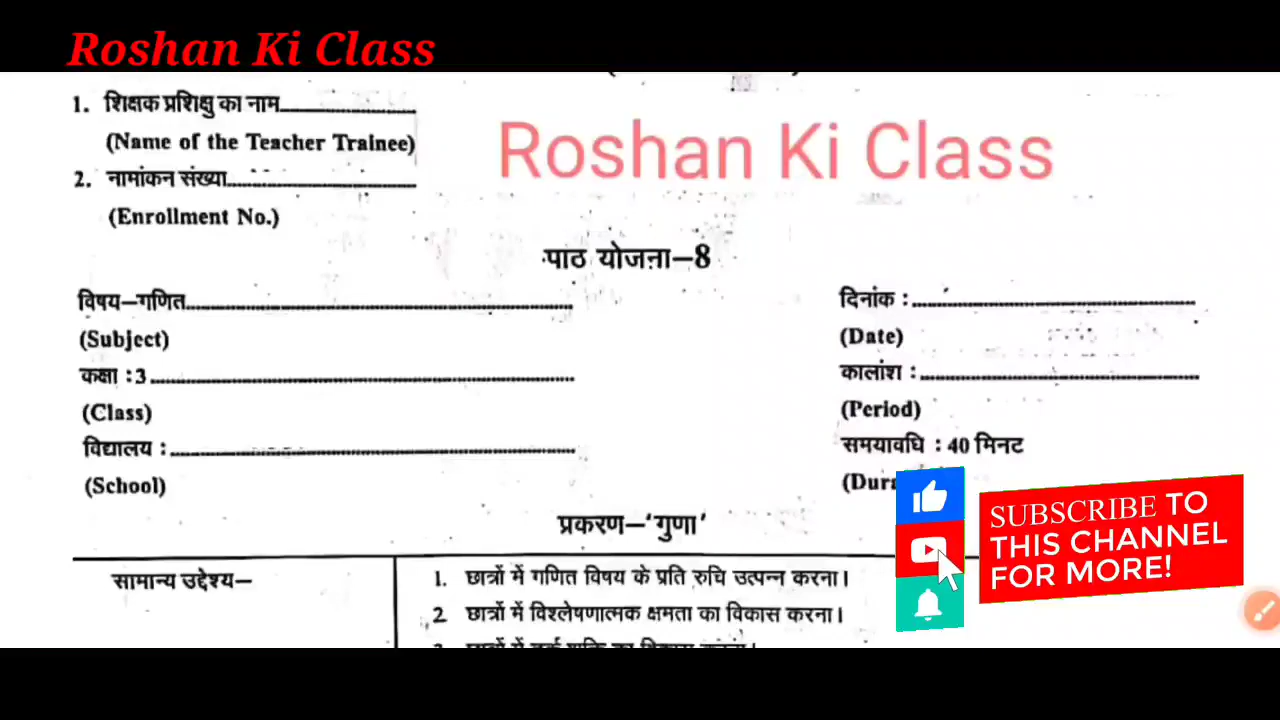 Roshan Ki Class
1. शिक्षक प्रशिक्षु का नाम
(Name of the Teacher Trainee)
Roshan Ki Class
2. नामांकन संख्या
(Enrollment No.)
पाठ योजना–8
विषय–गणित
दिनांक :
(Subject)
(Date)
कक्षा : 3
कालांश :
(Class)
(Period)
विद्यालय :
समयावधि : 40 मिनट
(School)
प्रकरण–‘गुणा’
SUBSCRIBE TO
THIS CHANNEL
FOR MORE!
सामान्य उद्देश्य–
1. छात्रों में गणित विषय के प्रति रुचि उत्पन्न करना।
2 छात्रों में विश्लेषणात्मक क्षमता का विकास करना।